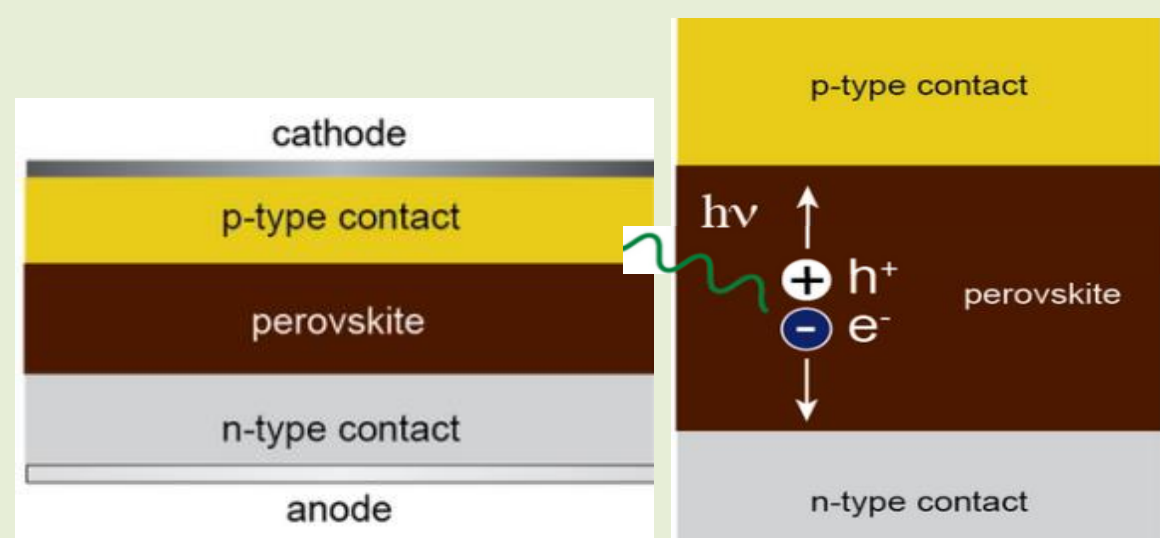 cathode
p-type contact
perovskite
n-type contact
anode
p-type contact
hν
+ h⁺
perovskite
- e⁻
n-type contact